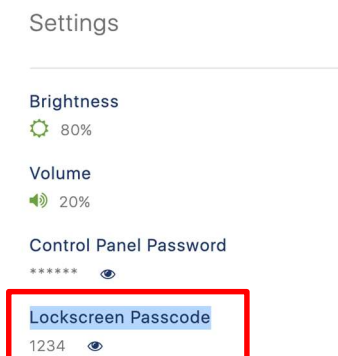 Settings
Brightness
80%
Volume
20%
Control Panel Password
******
Lockscreen Passcode
1234